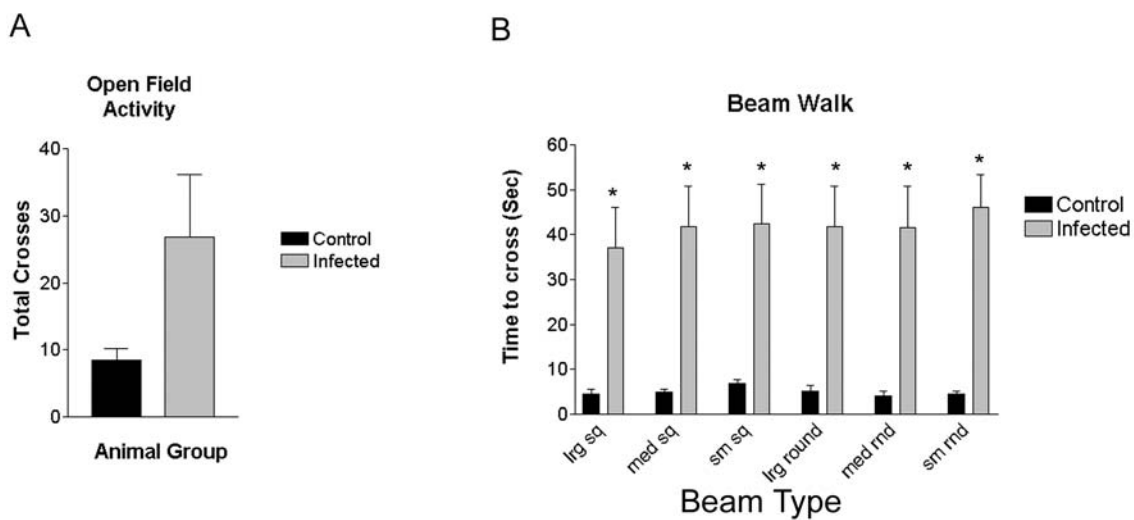 A
Open Field
Activity
40
30
20
10
0
Total Crosses
Animal Group
Control
Infected
B
Beam Walk
60
50
40
30
20
10
0
Time to cross (Sec)
* * * * * *
lrg sq
med sq
sm sq
lrg round
med rnd
sm rnd
Beam Type
Control
Infected